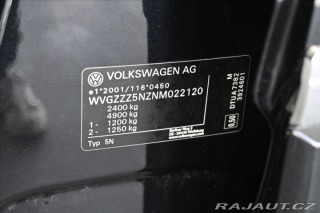 VOLKSWAGEN AG
e1*2001/116*0450
WVGZZZ5NZNM022120
2400 kg
4900 kg
1 - 1200 kg
2 - 1250 kg
Typ 5N
M
DTUA7382
3924601
0,50
RAJAUT.CZ